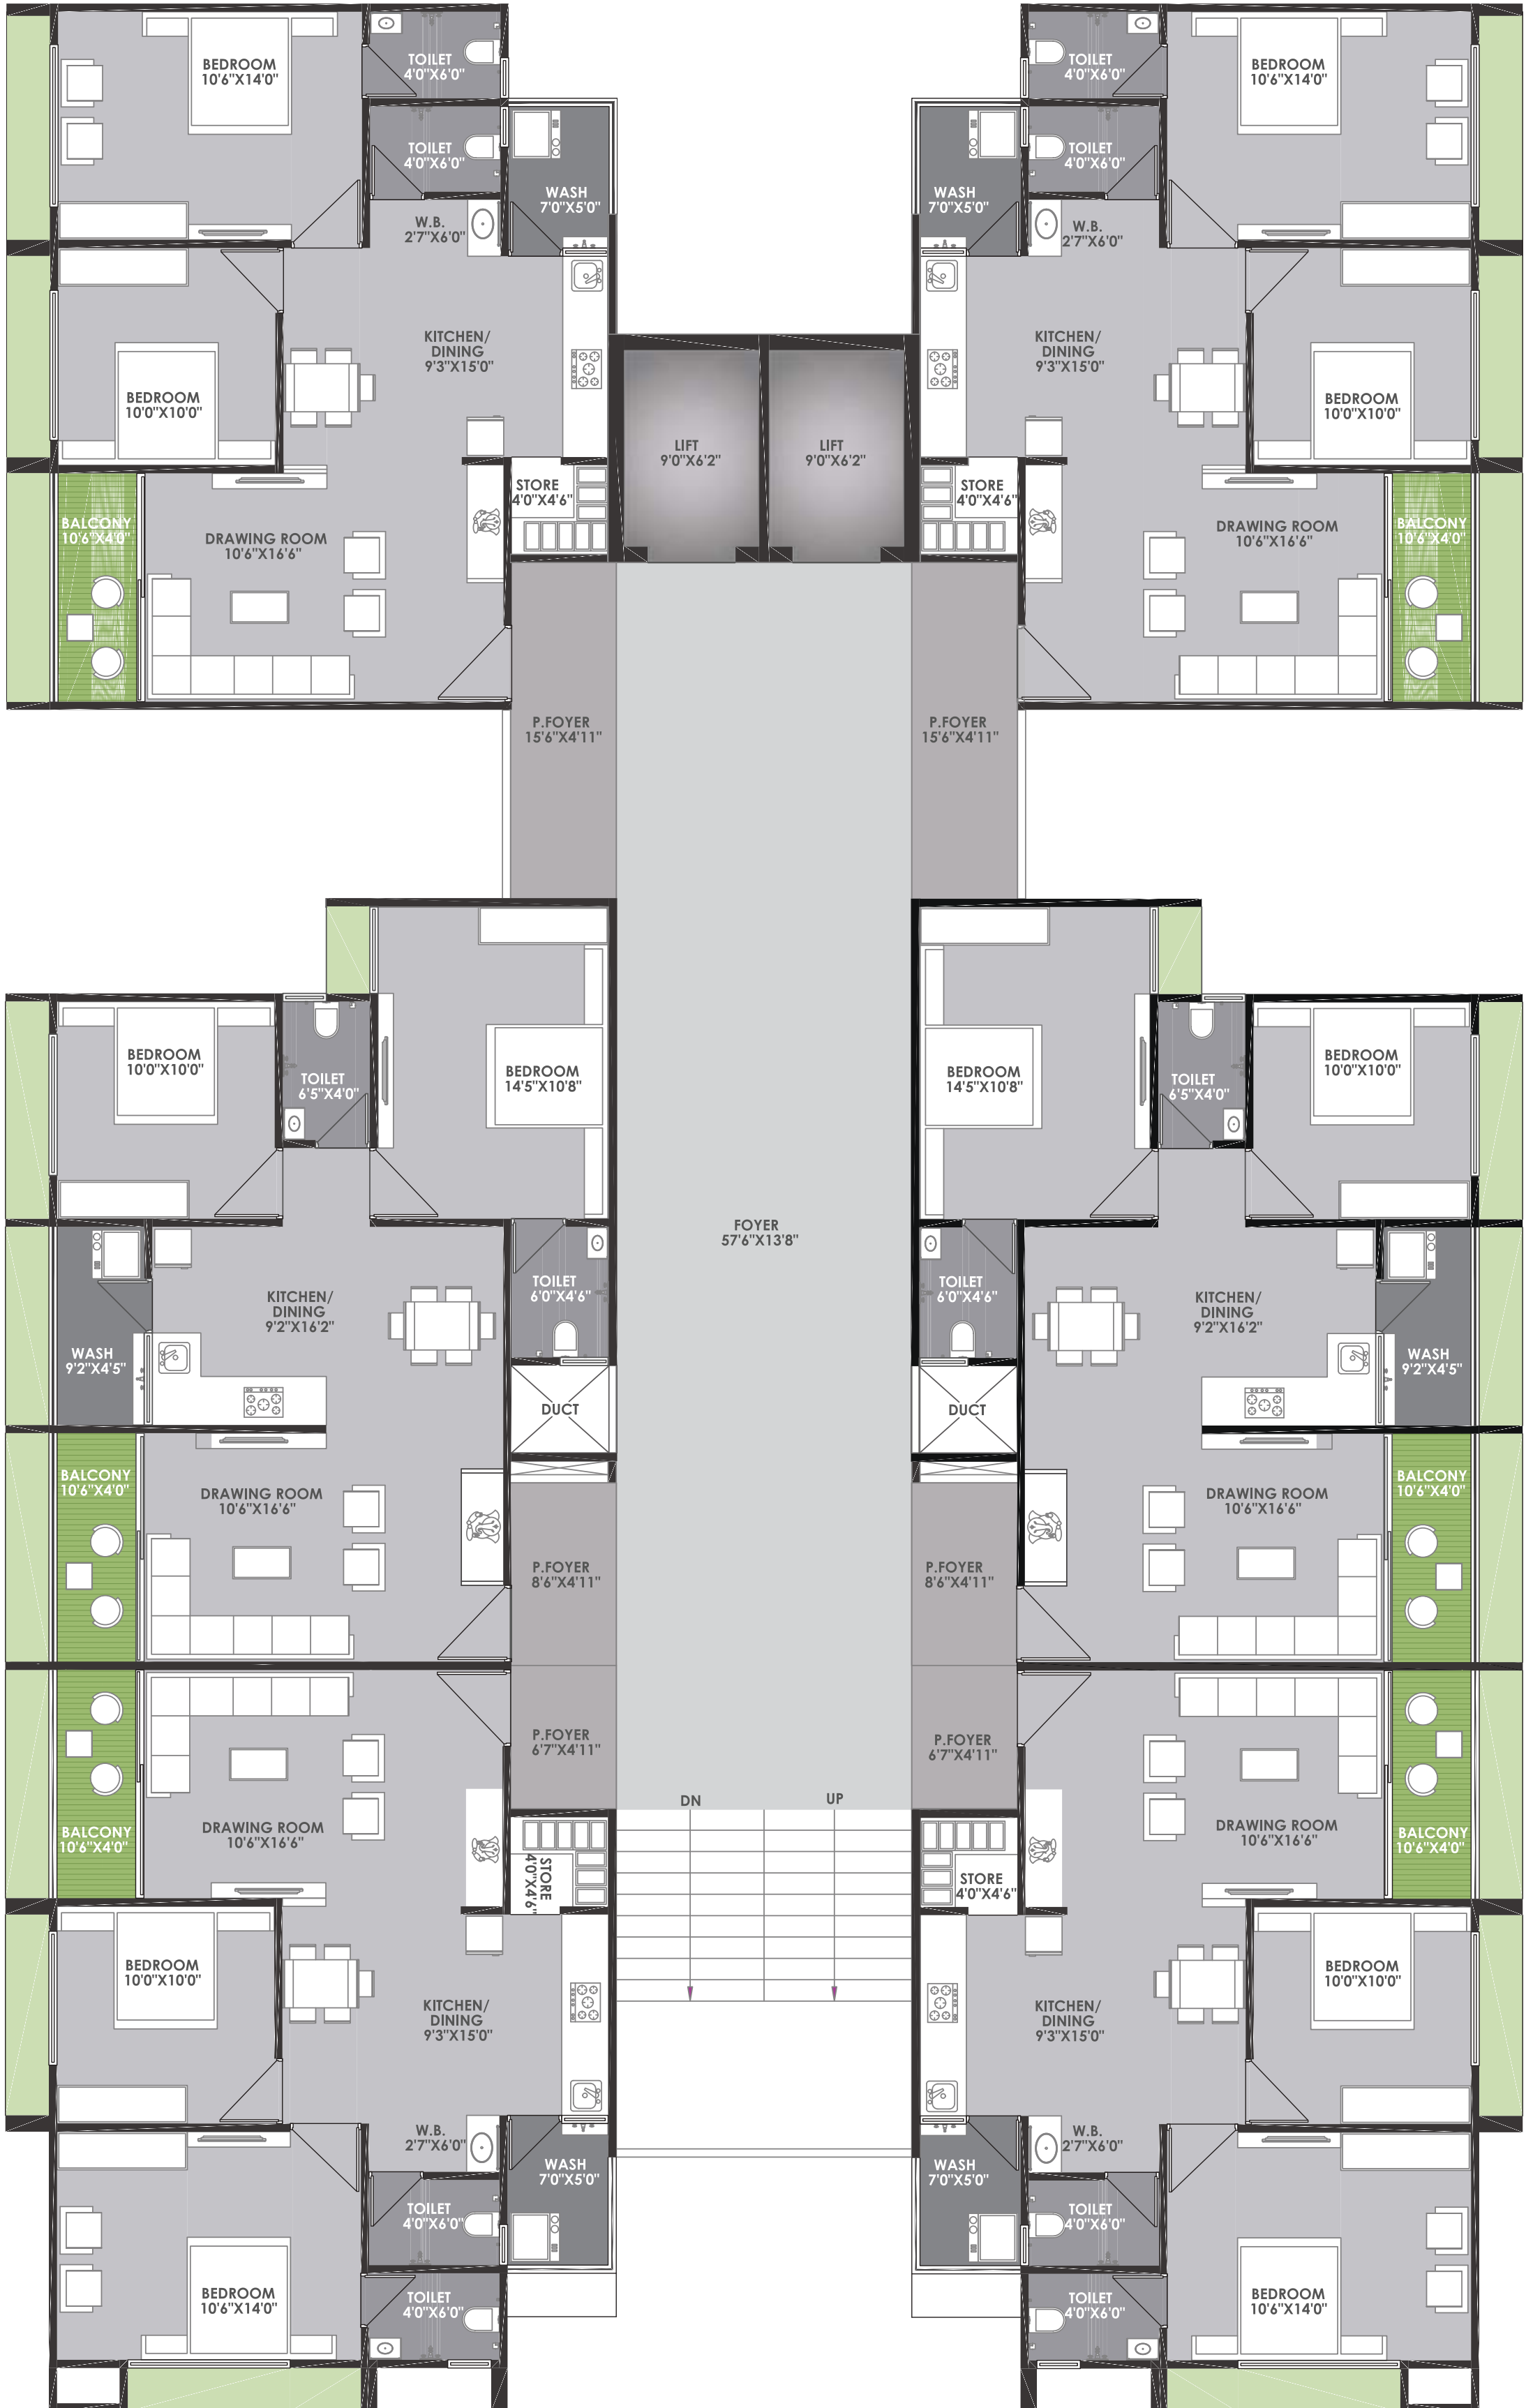 BEDROOM
10'6"X14'0"
TOILET
4'0"X6'0"
TOILET
4'0"X6'0"
WASH
7'0"X5'0"
W.B.
2'7"X6'0"
KITCHEN/
DINING
9'3"X15'0"
BEDROOM
10'0"X10'0"
STORE
4'0"X4'6"
BALCONY
10'6"X4'0"
DRAWING ROOM
10'6"X16'6"
LIFT
9'0"X6'2"
LIFT
9'0"X6'2"
TOILET
4'0"X6'0"
BEDROOM
10'6"X14'0"
TOILET
4'0"X6'0"
WASH
7'0"X5'0"
W.B.
2'7"X6'0"
KITCHEN/
DINING
9'3"X15'0"
BEDROOM
10'0"X10'0"
STORE
4'0"X4'6"
DRAWING ROOM
10'6"X16'6"
BALCONY
10'6"X4'0"
P.FOYER
15'6"X4'11"
P.FOYER
15'6"X4'11"
BEDROOM
10'0"X10'0"
TOILET
6'5"X4'0"
BEDROOM
14'5"X10'8"
BEDROOM
14'5"X10'8"
TOILET
6'5"X4'0"
BEDROOM
10'0"X10'0"
FOYER
57'6"X13'8"
KITCHEN/
DINING
9'2"X16'2"
TOILET
6'0"X4'6"
WASH
9'2"X4'5"
DUCT
TOILET
6'0"X4'6"
KITCHEN/
DINING
9'2"X16'2"
WASH
9'2"X4'5"
DUCT
BALCONY
10'6"X4'0"
DRAWING ROOM
10'6"X16'6"
P.FOYER
8'6"X4'11"
P.FOYER
8'6"X4'11"
DRAWING ROOM
10'6"X16'6"
BALCONY
10'6"X4'0"
P.FOYER
6'7"X4'11"
P.FOYER
6'7"X4'11"
DN
UP
BALCONY
10'6"X4'0"
DRAWING ROOM
10'6"X16'6"
STORE
4'0"X4'6"
STORE
4'0"X4'6"
DRAWING ROOM
10'6"X16'6"
BALCONY
10'6"X4'0"
BEDROOM
10'0"X10'0"
KITCHEN/
DINING
9'3"X15'0"
KITCHEN/
DINING
9'3"X15'0"
BEDROOM
10'0"X10'0"
W.B.
2'7"X6'0"
WASH
7'0"X5'0"
TOILET
4'0"X6'0"
BEDROOM
10'6"X14'0"
TOILET
4'0"X6'0"
W.B.
2'7"X6'0"
WASH
7'0"X5'0"
TOILET
4'0"X6'0"
TOILET
4'0"X6'0"
BEDROOM
10'6"X14'0"